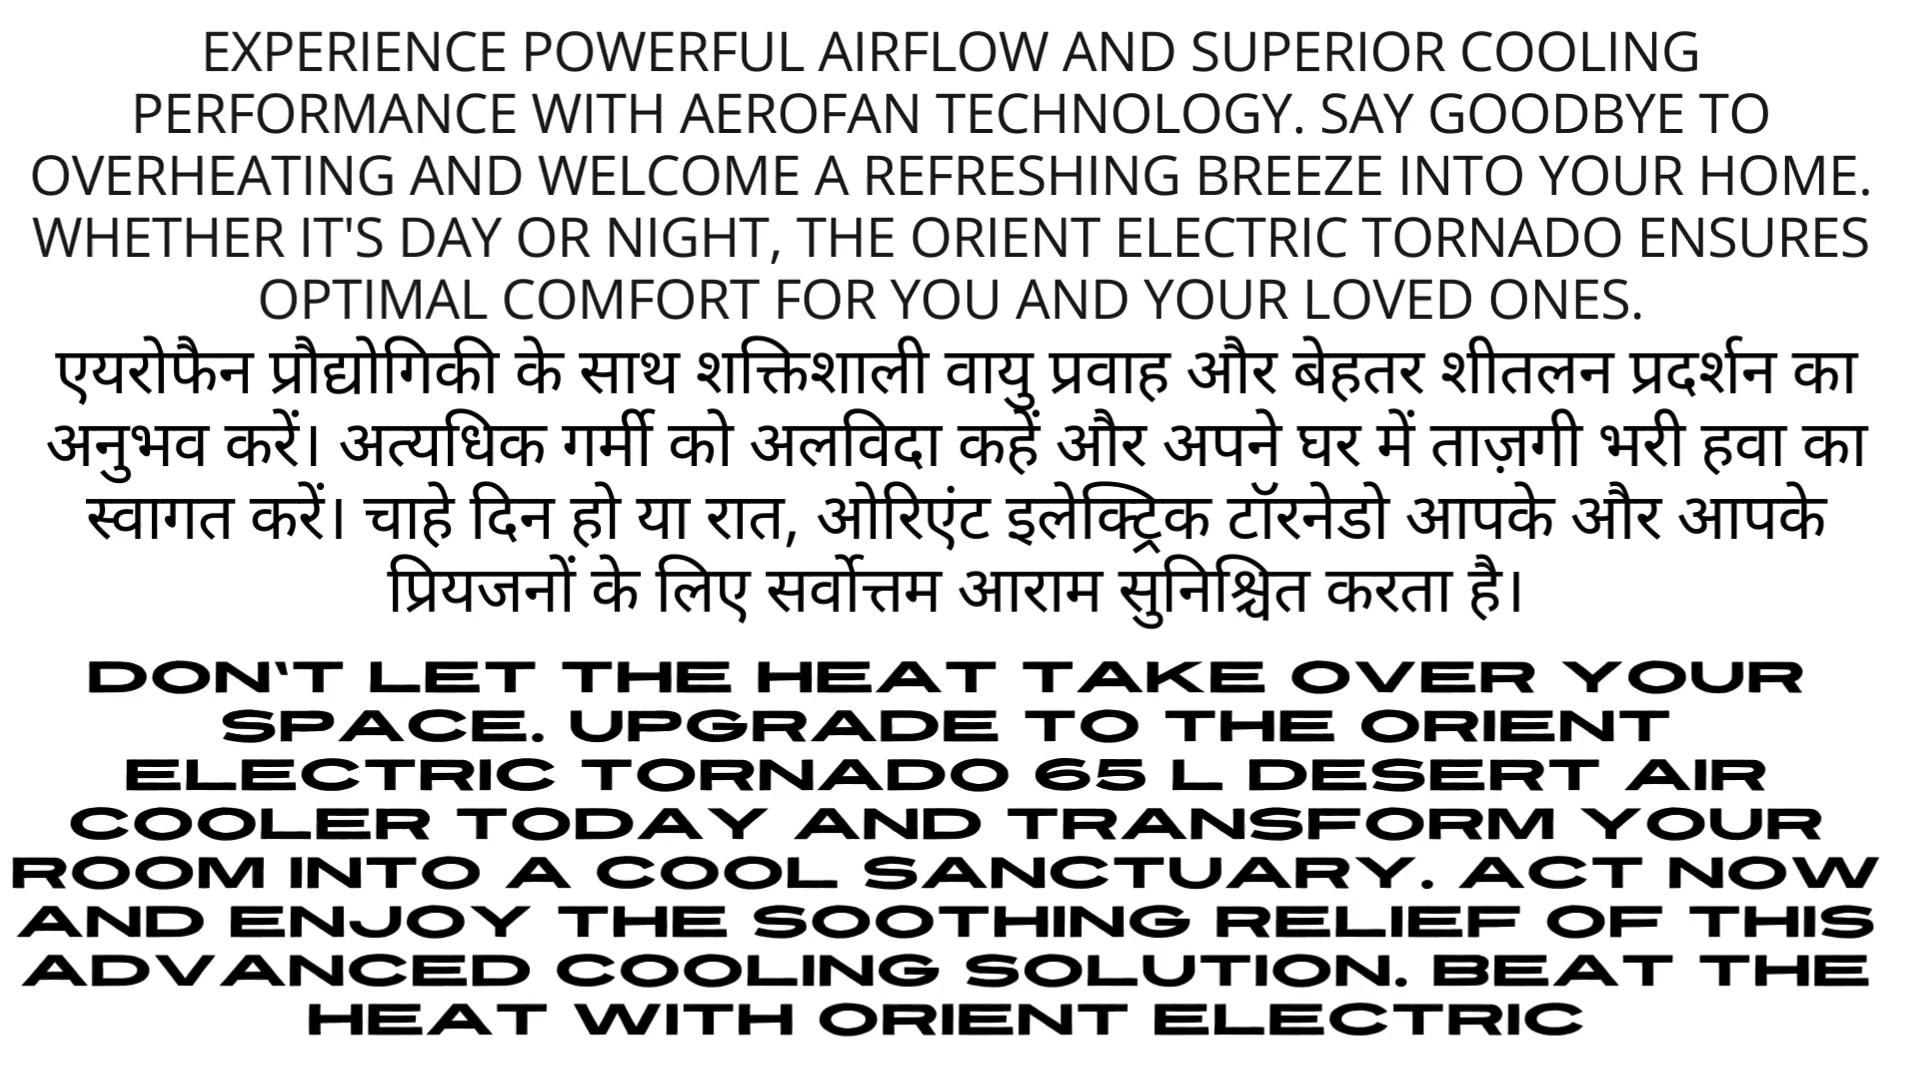 EXPERIENCE POWERFUL AIRFLOW AND SUPERIOR COOLING
PERFORMANCE WITH AEROFAN TECHNOLOGY. SAY GOODBYE TO
OVERHEATING AND WELCOME A REFRESHING BREEZE INTO YOUR HOME.
WHETHER IT'S DAY OR NIGHT, THE ORIENT ELECTRIC TORNADO ENSURES
OPTIMAL COMFORT FOR YOU AND YOUR LOVED ONES.
एयरोफैन प्रौद्योगिकी के साथ शक्तिशाली वायु प्रवाह और बेहतर शीतलन प्रदर्शन का
अनुभव करें। अत्यधिक गर्मी को अलविदा कहें और अपने घर में ताज़गी भरी हवा का
स्वागत करें। चाहे दिन हो या रात, ओरिएंट इलेक्ट्रिक टॉरनेडो आपके और आपके
प्रियजनों के लिए सर्वोत्तम आराम सुनिश्चित करता है।
DON'T LET THE HEAT TAKE OVER YOUR
SPACE. UPGRADE TO THE ORIENT
ELECTRIC TORNADO 65 L DESERT AIR
COOLER TODAY AND TRANSFORM YOUR
ROOM INTO A COOL SANCTUARY. ACT NOW
AND ENJOY THE SOOTHING RELIEF OF THIS
ADVANCED COOLING SOLUTION. BEAT THE
HEAT WITH ORIENT ELECTRIC